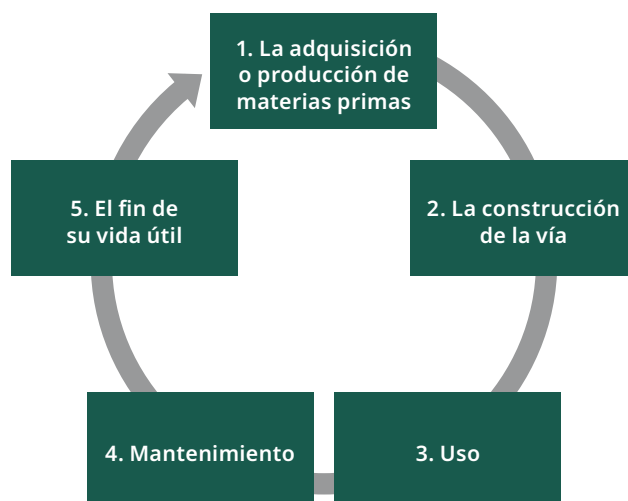 1. La adquisición
o producción de
materias primas
2. La construcción
de la vía
3. Uso
4. Mantenimiento
5. El fin de
su vida útil